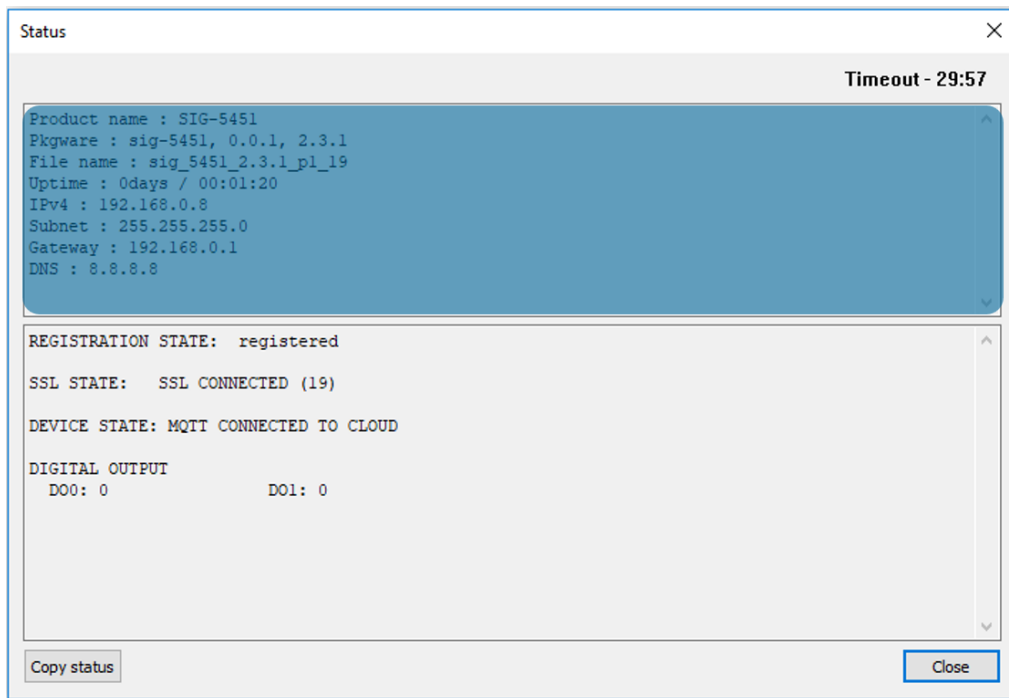 Status
Timeout - 29:57
Product name : SIG-5451
Pkgware : sig-5451, 0.0.1, 2.3.1
File name : sig_5451_2.3.1_p1_19
Uptime : 0days / 00:01:20
IPv4 : 192.168.0.8
Subnet : 255.255.255.0
Gateway : 192.168.0.1
DNS : 8.8.8.8
REGISTRATION STATE:  registered
SSL STATE:   SSL CONNECTED (19)
DEVICE STATE: MQTT CONNECTED TO CLOUD
DIGITAL OUTPUT
DO0: 0                DO1: 0
Copy status Close